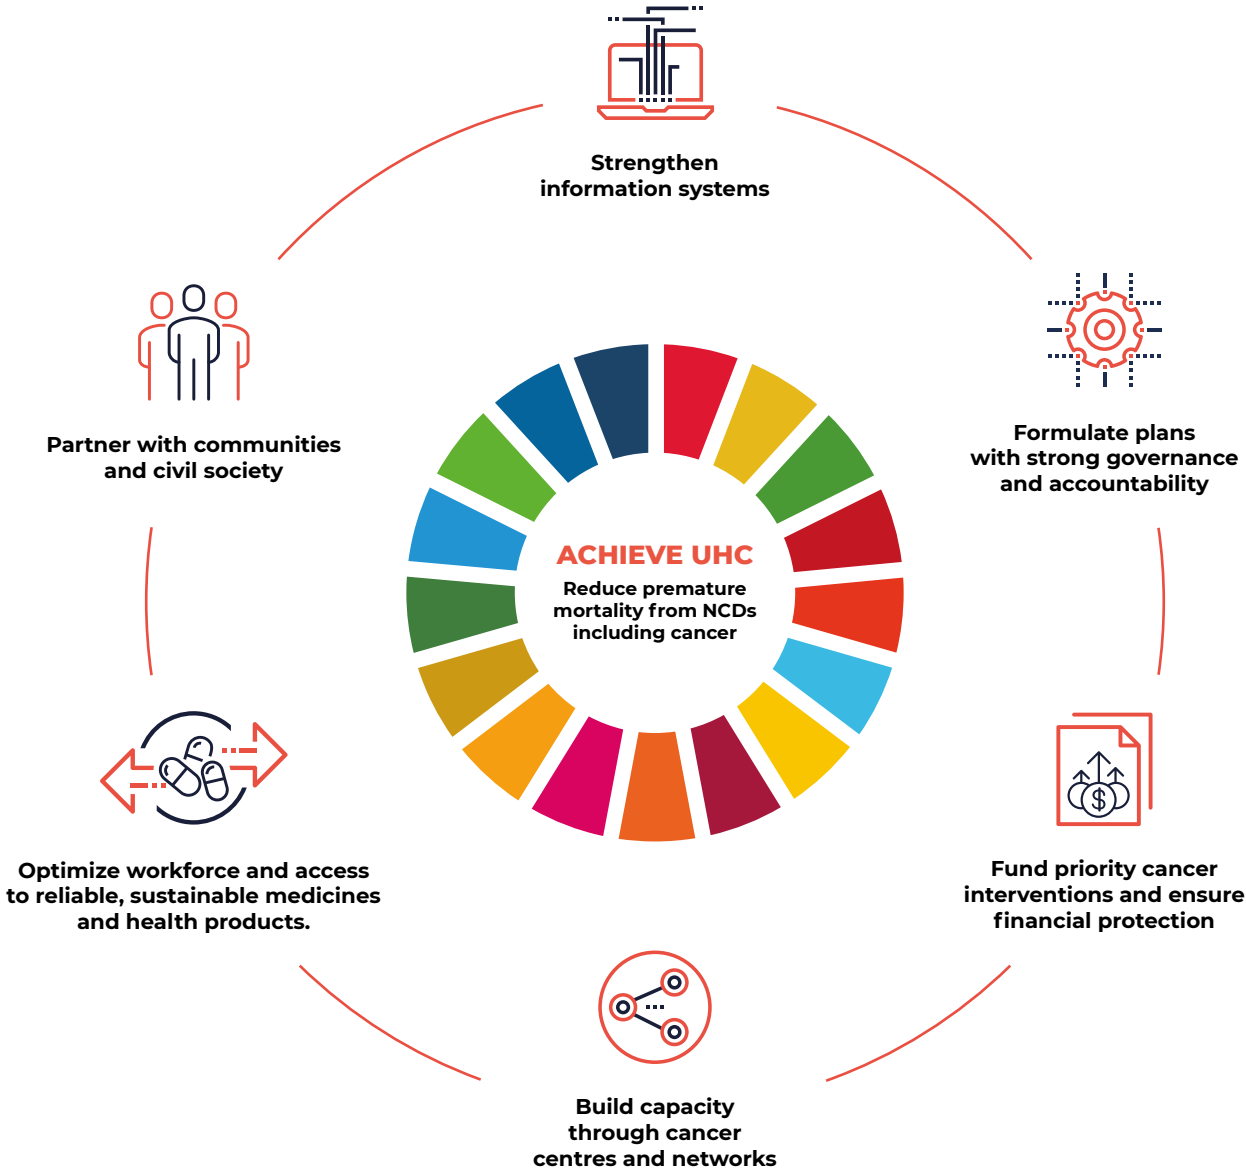 Strengthen
information systems
Formulate plans
with strong governance
and accountability
Fund priority cancer
interventions and ensure
financial protection
Build capacity
through cancer
centres and networks
Optimize workforce and access
to reliable, sustainable medicines
and health products.
Partner with communities
and civil society
ACHIEVE UHC
Reduce premature
mortality from NCDs
including cancer
$